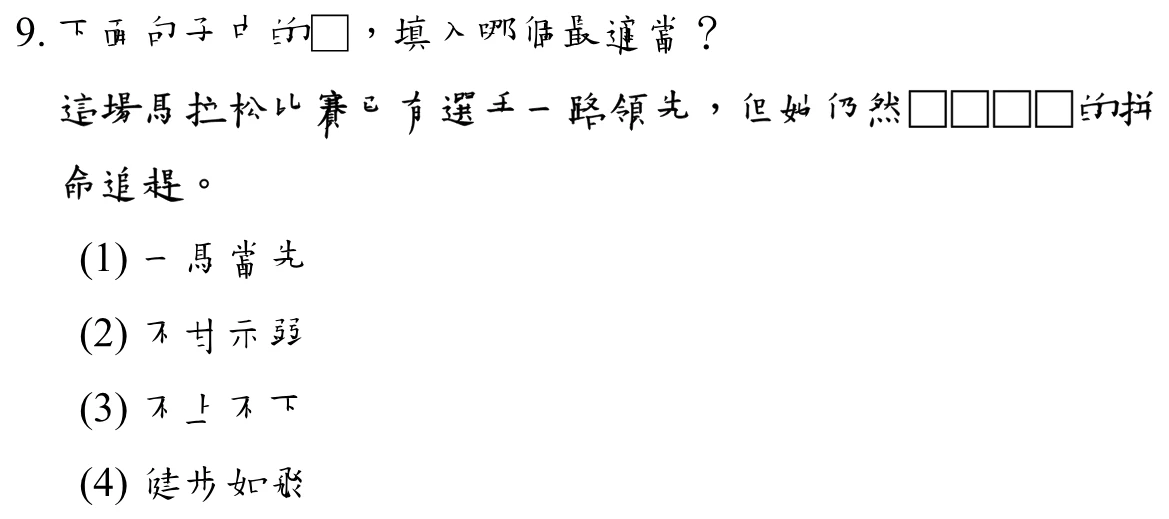 9. 下面句子中的□，填入哪個最適當？
這場馬拉松比賽已有選手一路領先，但她仍然□□□□的拼
命追趕。
(1) 一馬當先
(2) 不甘示弱
(3) 不上不下
(4) 健步如飛